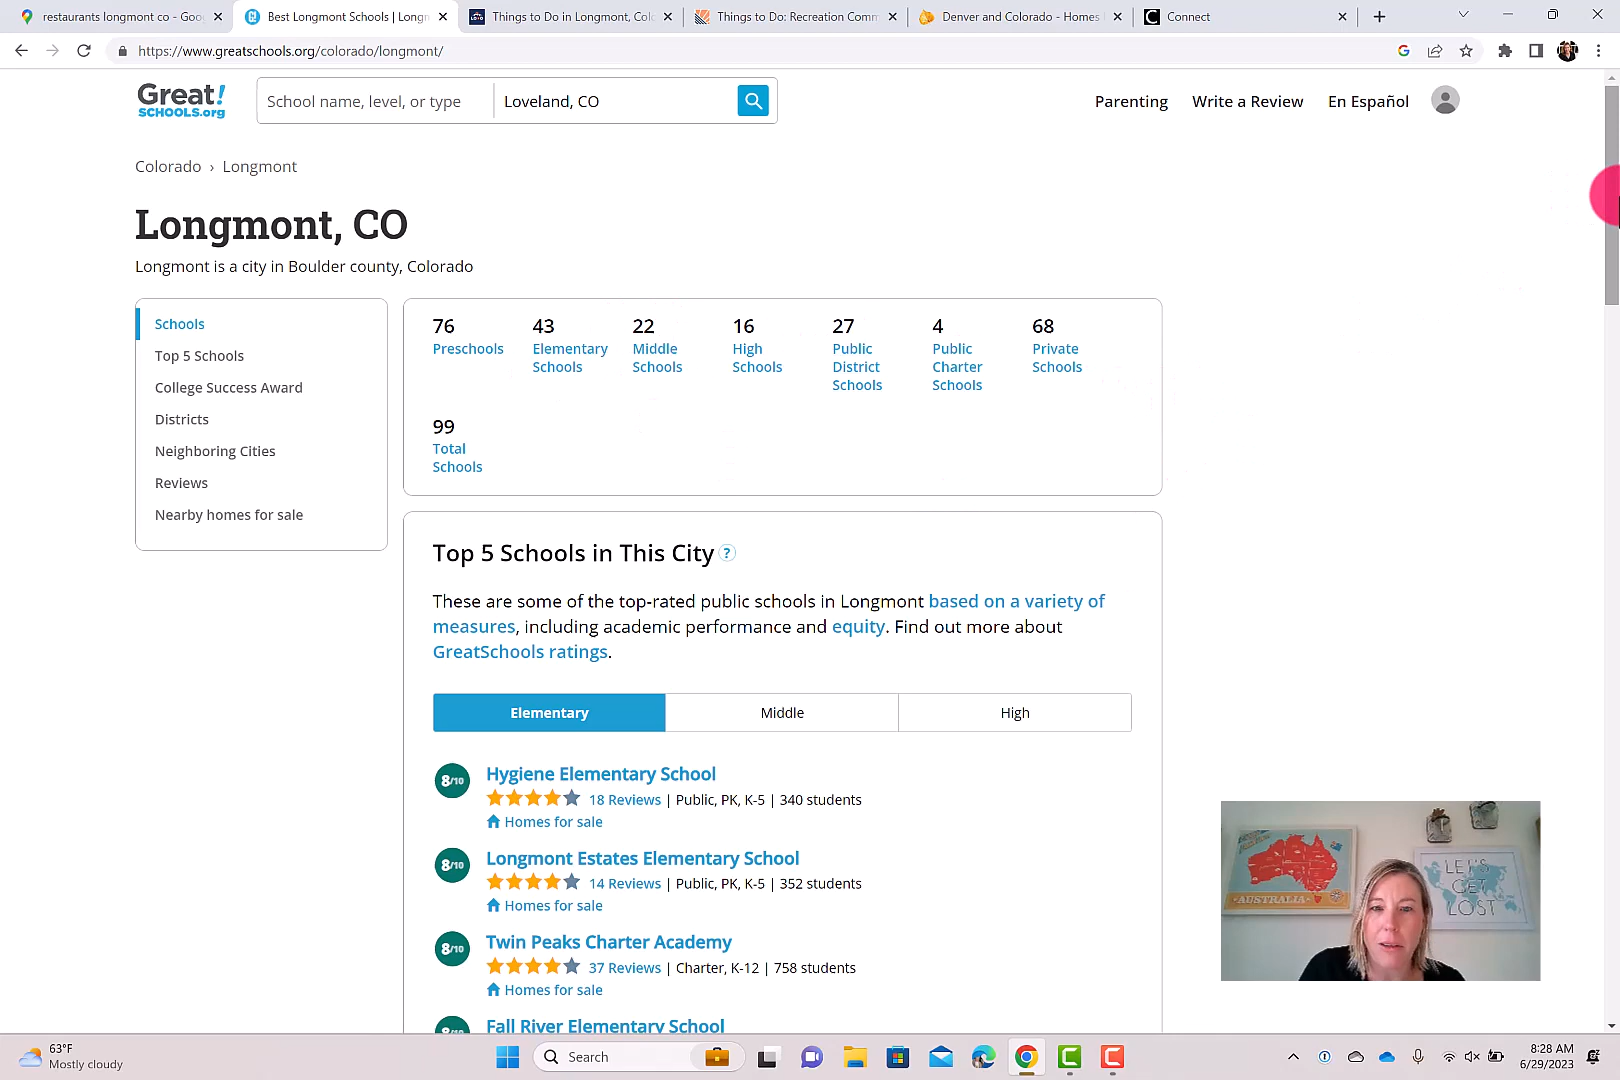 restaurants longmont co - Goo
Best Longmont Schools | Long
Things to Do in Longmont, Col
Things to Do: Recreation Comm
Denver and Colorado - Homes
Connect
https://www.greatschools.org/colorado/longmont/
Great!
SCHOOLS.org
School name, level, or type
Loveland, CO
Parenting
Write a Review
En Español
Colorado › Longmont
Longmont, CO
Longmont is a city in Boulder county, Colorado
Schools
Top 5 Schools
College Success Award
Districts
Neighboring Cities
Reviews
Nearby homes for sale
76
Preschools
43
Elementary
Schools
22
Middle
Schools
16
High
Schools
27
Public
District
Schools
4
Public
Charter
Schools
68
Private
Schools
99
Total
Schools
Top 5 Schools in This City ?
These are some of the top-rated public schools in Longmont based on a variety of
measures, including academic performance and equity. Find out more about
GreatSchools ratings.
Elementary
Middle
High
8/10
Hygiene Elementary School
18 Reviews | Public, PK, K-5 | 340 students
Homes for sale
8/10
Longmont Estates Elementary School
14 Reviews | Public, PK, K-5 | 352 students
Homes for sale
8/10
Twin Peaks Charter Academy
37 Reviews | Charter, K-12 | 758 students
Homes for sale
Fall River Elementary School
AUSTRALIA
LET'S
GET
LOST
63°F
Mostly cloudy
Search
8:28 AM
6/29/2023